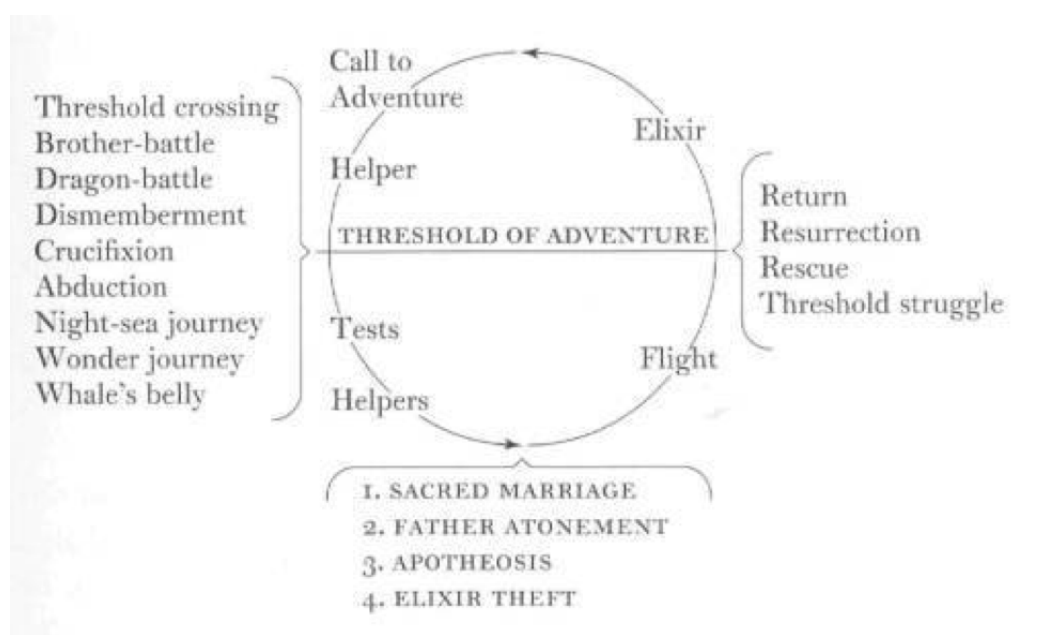 Call to
Adventure
Helper
THRESHOLD OF ADVENTURE
Tests
Helpers
Elixir
Flight
Threshold crossing
Brother-battle
Dragon-battle
Dismemberment
Crucifixion
Abduction
Night-sea journey
Wonder journey
Whale's belly
Return
Resurrection
Rescue
Threshold struggle
1. SACRED MARRIAGE
2. FATHER ATONEMENT
3. APOTHEOSIS
4. ELIXIR THEFT